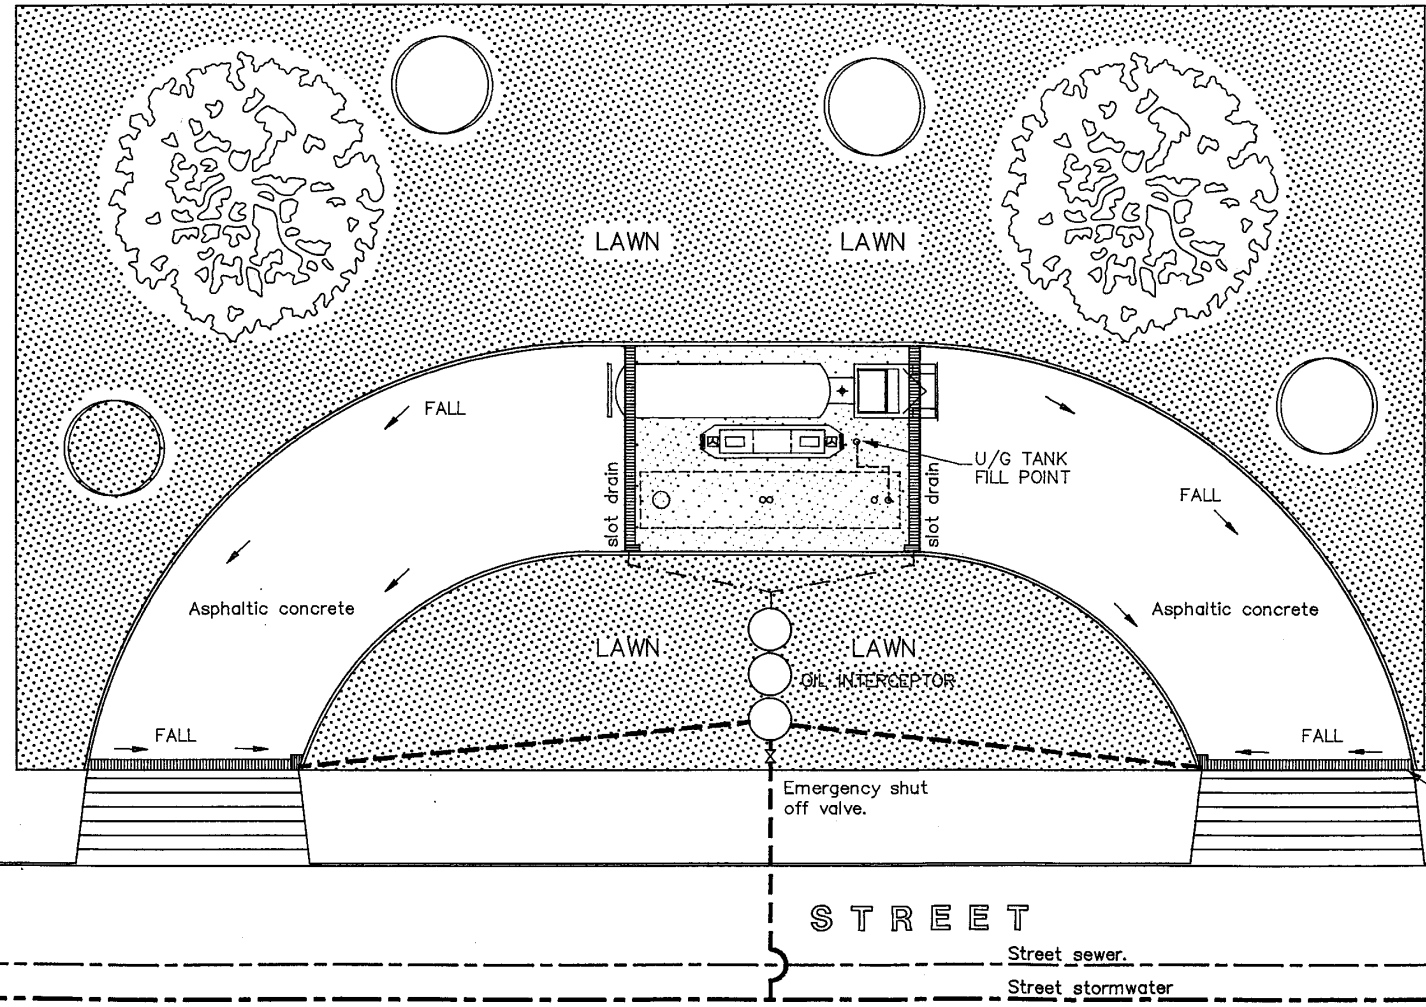 LAWN
LAWN
FALL
U/G TANK
FILL POINT
slot drain
slot drain
FALL
Asphaltic concrete
Asphaltic concrete
LAWN
LAWN
OIL INTERCEPTOR
FALL
FALL
Emergency shut
off valve.
STREET
Street sewer.
Street stormwater